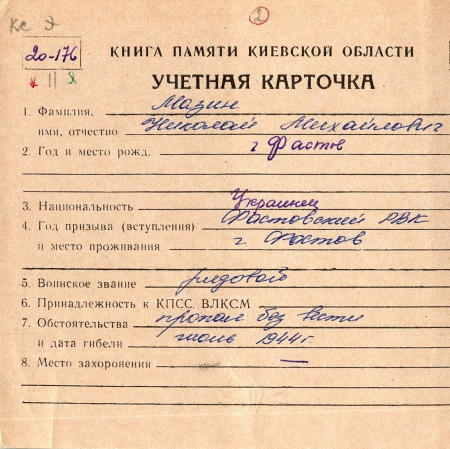 Кс Я
②
20-176
КНИГА ПАМЯТИ КИЕВСКОЙ ОБЛАСТИ
УЧЕТНАЯ КАРТОЧКА
1. Фамилия, Мазин
имя, отчество Николай Михайлович
2. Год и место рожд. г Фастов
3. Национальность Украинец
4. Год призыва (вступления) Фастовский РВК
и место проживания г. Фастов
5. Воинское звание рядовой
6. Принадлежность к КПСС, ВЛКСМ
7. Обстоятельства пропал без вести
и дата гибели июль 1944 г.
8. Место захоронения —